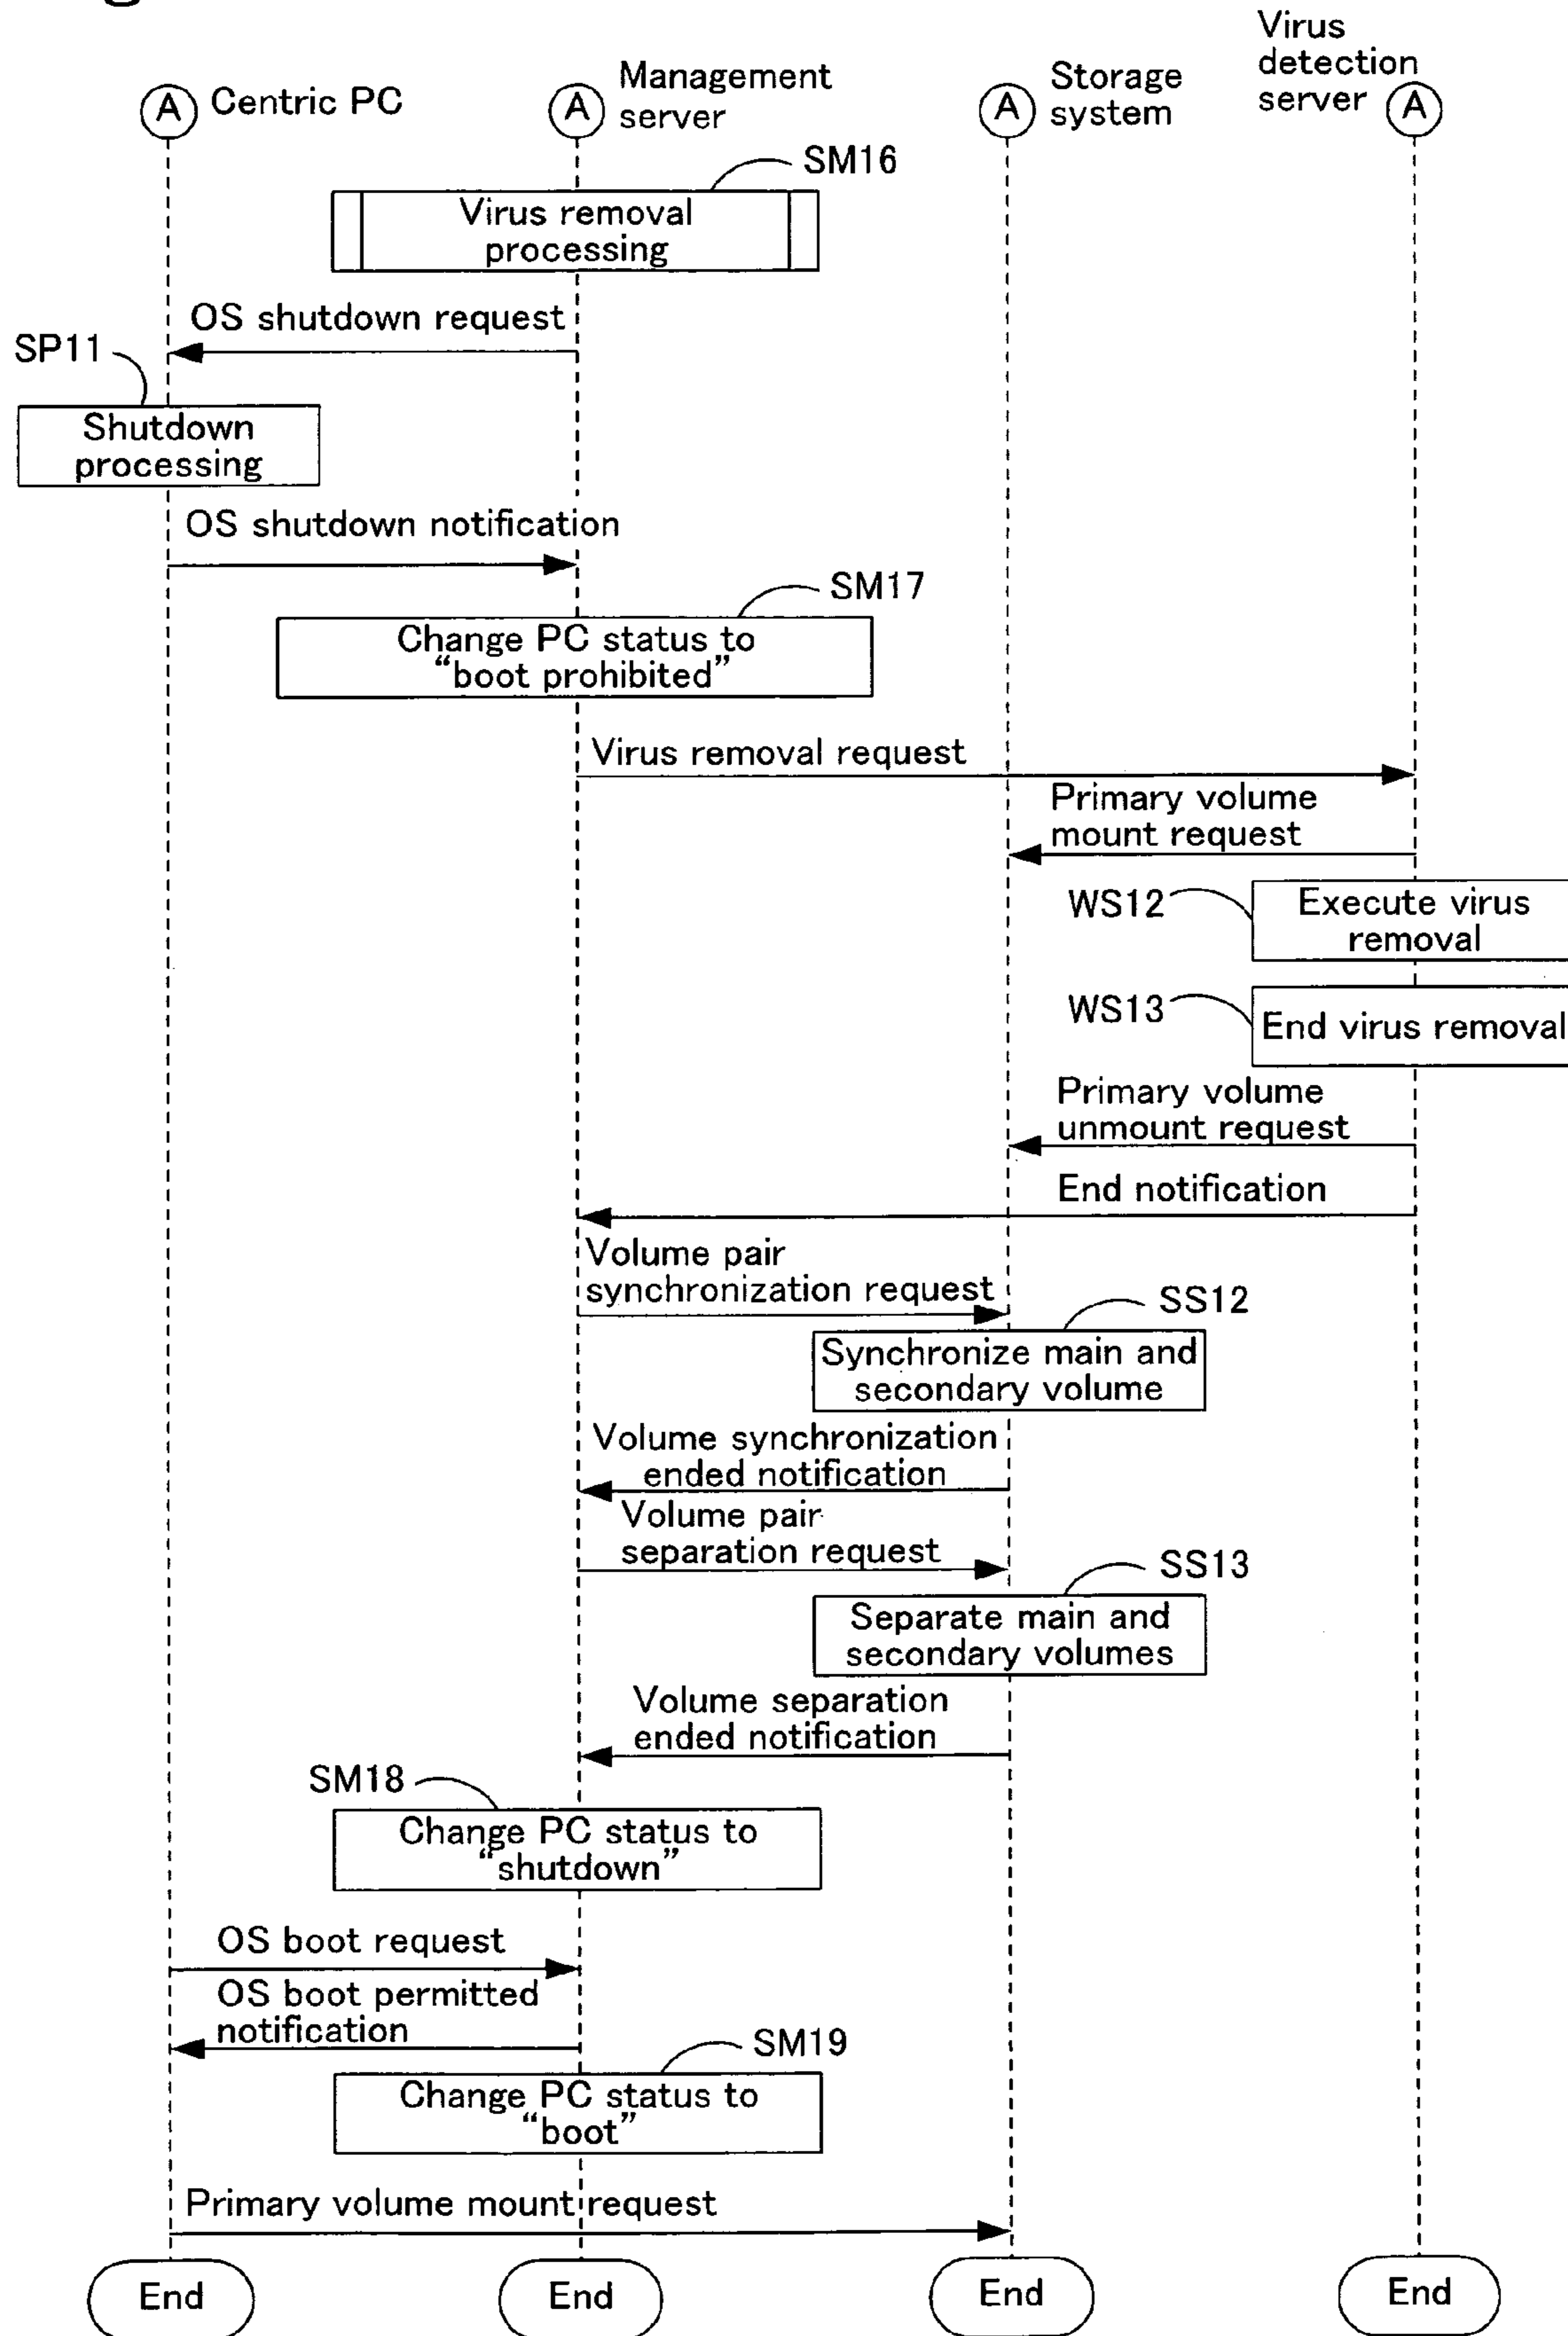 Virus
detection
server
A
Centric PC
A
Management
server
A
Storage
system
A
SM16
Virus removal
processing
OS shutdown request
SP11
Shutdown
processing
OS shutdown notification
SM17
Change PC status to
“boot prohibited”
Virus removal request
Primary volume
mount request
WS12
Execute virus
removal
WS13
End virus removal
Primary volume
unmount request
End notification
Volume pair
synchronization request
SS12
Synchronize main and
secondary volume
Volume synchronization
ended notification
Volume pair
separation request
SS13
Separate main and
secondary volumes
Volume separation
ended notification
SM18
Change PC status to
“shutdown”
OS boot request
OS boot permitted
notification
SM19
Change PC status to
“boot”
Primary volume mount request
End
End
End
End